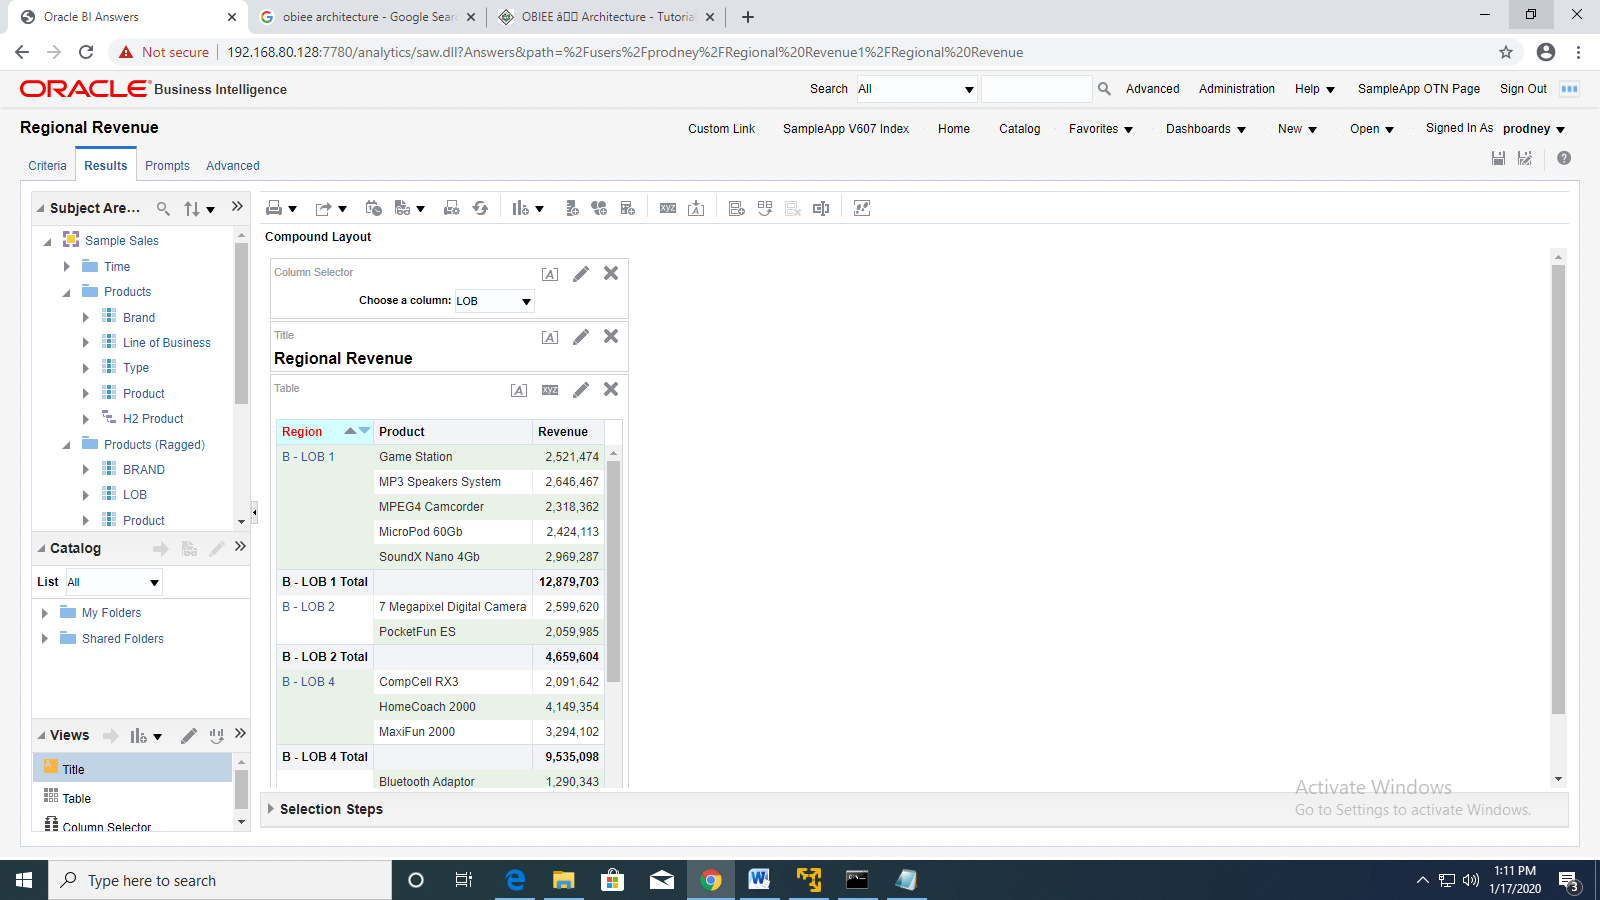 Oracle BI Answers
obiee architecture - Google Sear
OBIEE â Architecture - Tutorial
Not secure
192.168.80.128:7780/analytics/saw.dll?Answers&path=%2Fusers%2Fprodney%2FRegional%20Revenue1%2FRegional%20Revenue
ORACLE Business Intelligence
Search All Advanced Administration Help SampleApp OTN Page Sign Out
Regional Revenue
Custom Link SampleApp V607 Index Home Catalog Favorites Dashboards New Open Signed In As prodney
Criteria Results Prompts Advanced
Subject Are...
Sample Sales
Time
Products
Brand
Line of Business
Type
Product
H2 Product
Products (Ragged)
BRAND
LOB
Product
Catalog
List All
My Folders
Shared Folders
Views
Title
Table
Column Selector
Compound Layout
Column Selector
Choose a column: LOB
Title
Regional Revenue
Table
Region Product Revenue
B - LOB 1 Game Station 2,521,474
MP3 Speakers System 2,646,467
MPEG4 Camcorder 2,318,362
MicroPod 60Gb 2,424,113
SoundX Nano 4Gb 2,969,287
B - LOB 1 Total 12,879,703
B - LOB 2 7 Megapixel Digital Camera 2,599,620
PocketFun ES 2,059,985
B - LOB 2 Total 4,659,604
B - LOB 4 CompCell RX3 2,091,642
HomeCoach 2000 4,149,354
MaxiFun 2000 3,294,102
B - LOB 4 Total 9,535,098
Bluetooth Adaptor 1,290,343
Selection Steps
Activate Windows
Go to Settings to activate Windows.
Type here to search
1:11 PM
1/17/2020
3